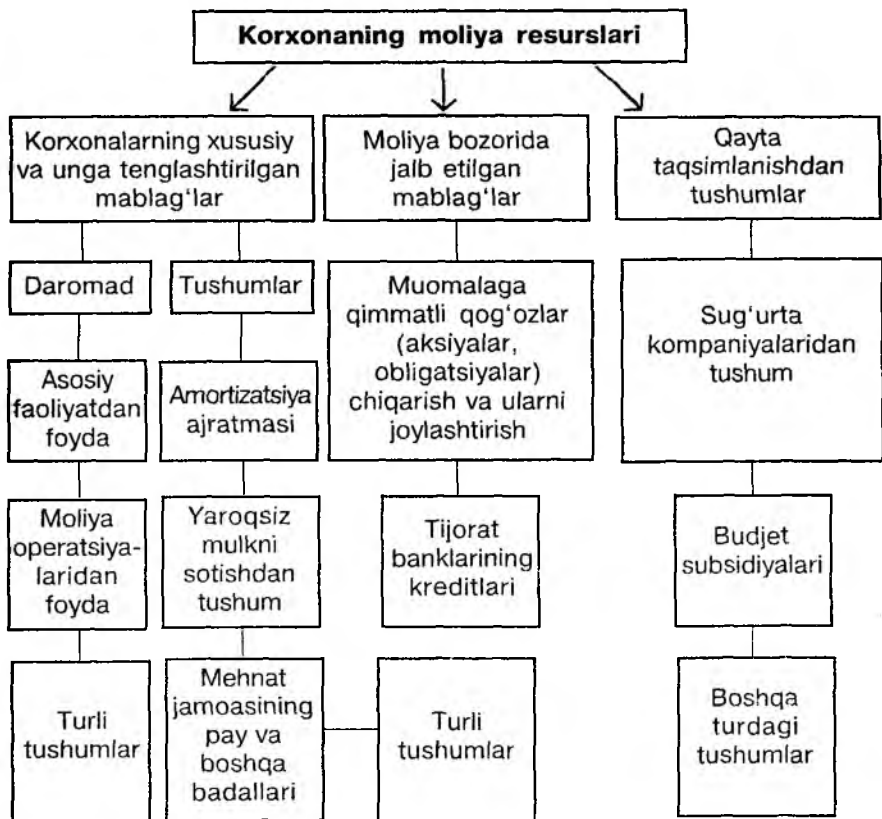 Korxonaning moliya resurslari
Korxonalarning xususiy
va unga tenglashtirilgan
mablag‘lar
Moliya bozorida
jalb etilgan
mablag‘lar
Qayta
taqsimlanishdan
tushumlar
Daromad
Tushumlar
Muomalaga
qimmatli qog‘ozlar
(aksiyalar,
obligatsiyalar)
chiqarish va ularni
joylashtirish
Sug‘urta
kompaniyalaridan
tushum
Asosiy
faoliyatdan
foyda
Amortizatsiya
ajratmasi
Moliya
operatsiya-
laridan
foyda
Yaroqsiz
mulkni
sotishdan
tushum
Tijorat
banklarining
kreditlari
Budjet
subsidiyalari
Turli
tushumlar
Mehnat
jamoasining
pay va
boshqa
badallari
Turli
tushumlar
Boshqa
turdagi
tushumlar